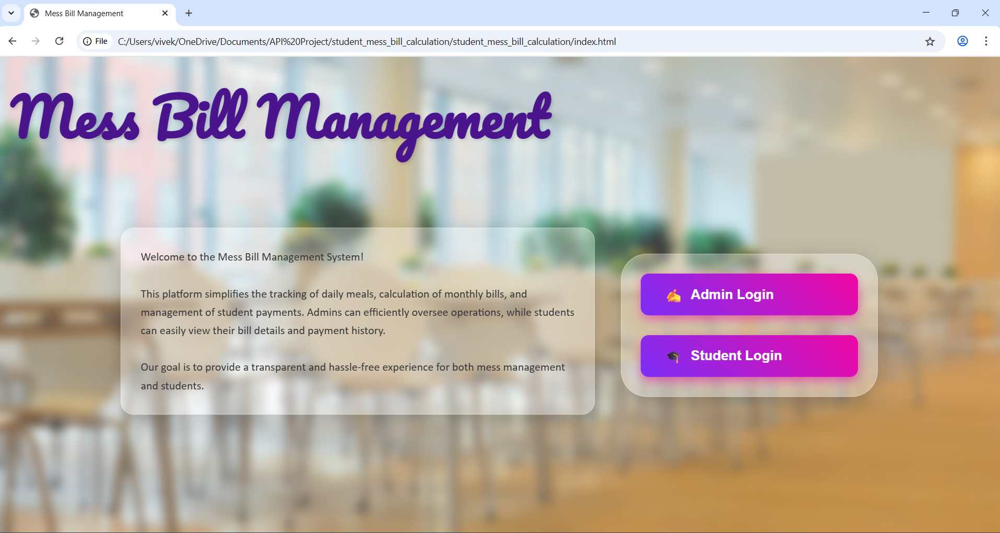 Mess Bill Management
File
C:/Users/vivek/OneDrive/Documents/API%20Project/student_mess_bill_calculation/student_mess_bill_calculation/index.html
Mess Bill Management
Welcome to the Mess Bill Management System!
This platform simplifies the tracking of daily meals, calculation of monthly bills, and
management of student payments. Admins can efficiently oversee operations, while students
can easily view their bill details and payment history.
Our goal is to provide a transparent and hassle-free experience for both mess management
and students.
Admin Login
Student Login